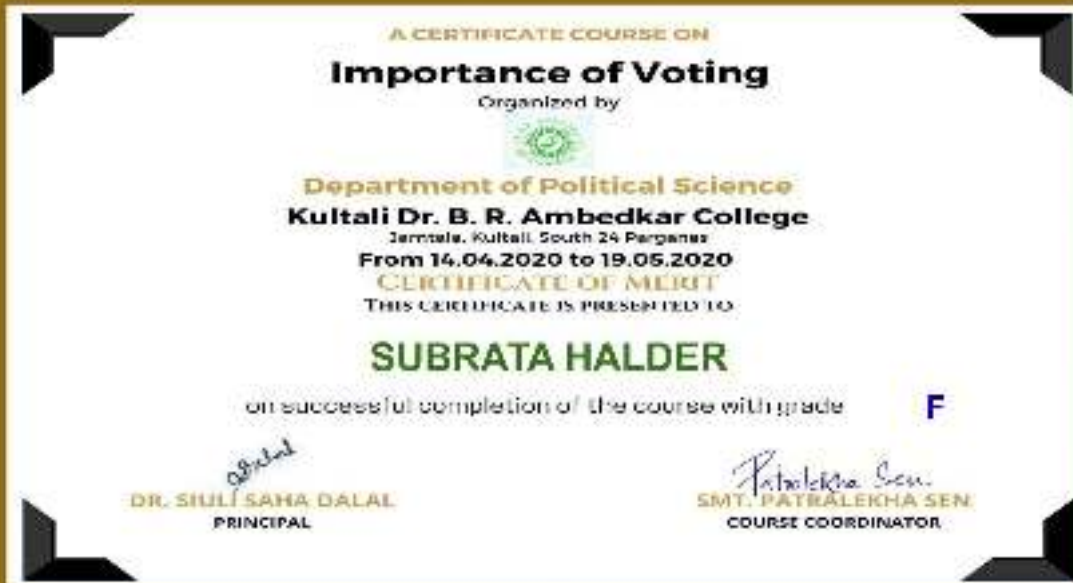 A CERTIFICATE COURSE ON
Importance of Voting
Organized by
Department of Political Science
Kultali Dr. B. R. Ambedkar College
Jamtala, Kultali, South 24 Parganas
From 14.04.2020 to 19.05.2020
CERTIFICATE OF MERIT
THIS CERTIFICATE IS PRESENTED TO
SUBRATA HALDER
on successful completion of the course with grade F
Patralekha Sen.
DR. SIULI SAHA DALAL
SMT. PATRALEKHA SEN
PRINCIPAL
COURSE COORDINATOR